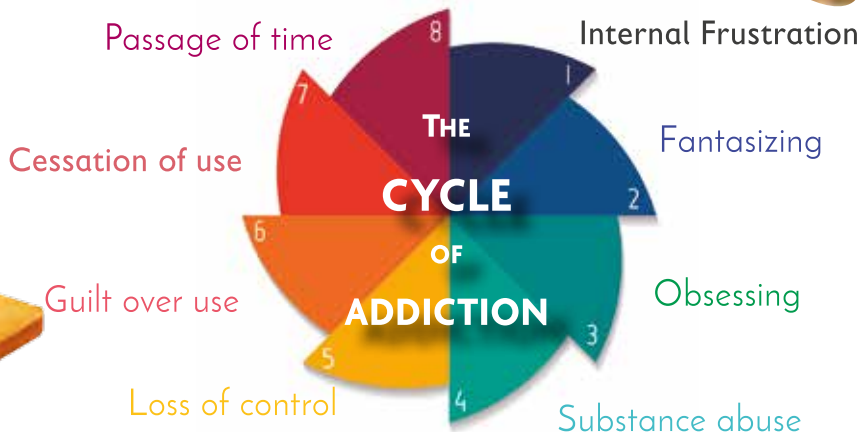 THE
CYCLE
OF
ADDICTION
1
Internal Frustration
2
Fantasizing
3
Obsessing
4
Substance abuse
5
Loss of control
6
Guilt over use
7
Cessation of use
8
Passage of time